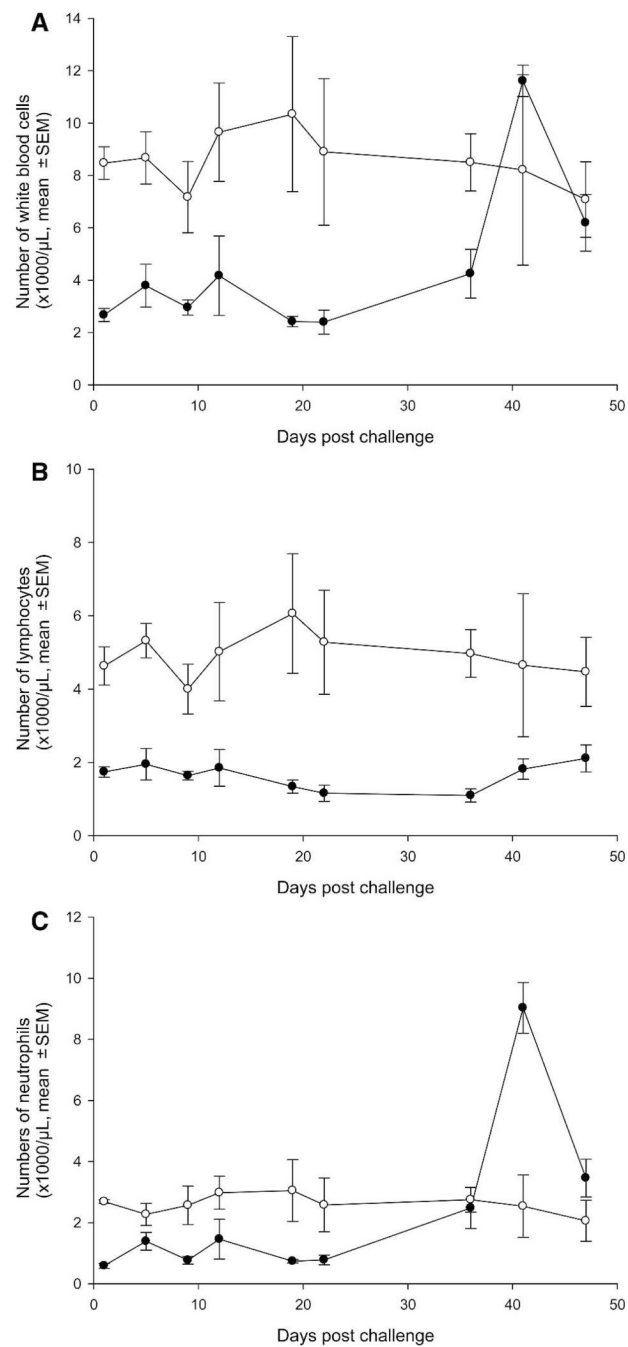 A
14
12
10
8
6
4
2
0
Number of white blood cells
(x1000/µL, mean ±SEM)
0 10 20 30 40 50
Days post challenge
B
10
8
6
4
2
0
Number of lymphocytes
(x1000/µL, mean ±SEM)
0 10 20 30 40 50
Days post challenge
C
12
10
8
6
4
2
0
Numbers of neutrophils
(x1000/µL, mean ±SEM)
0 10 20 30 40 50
Days post challenge